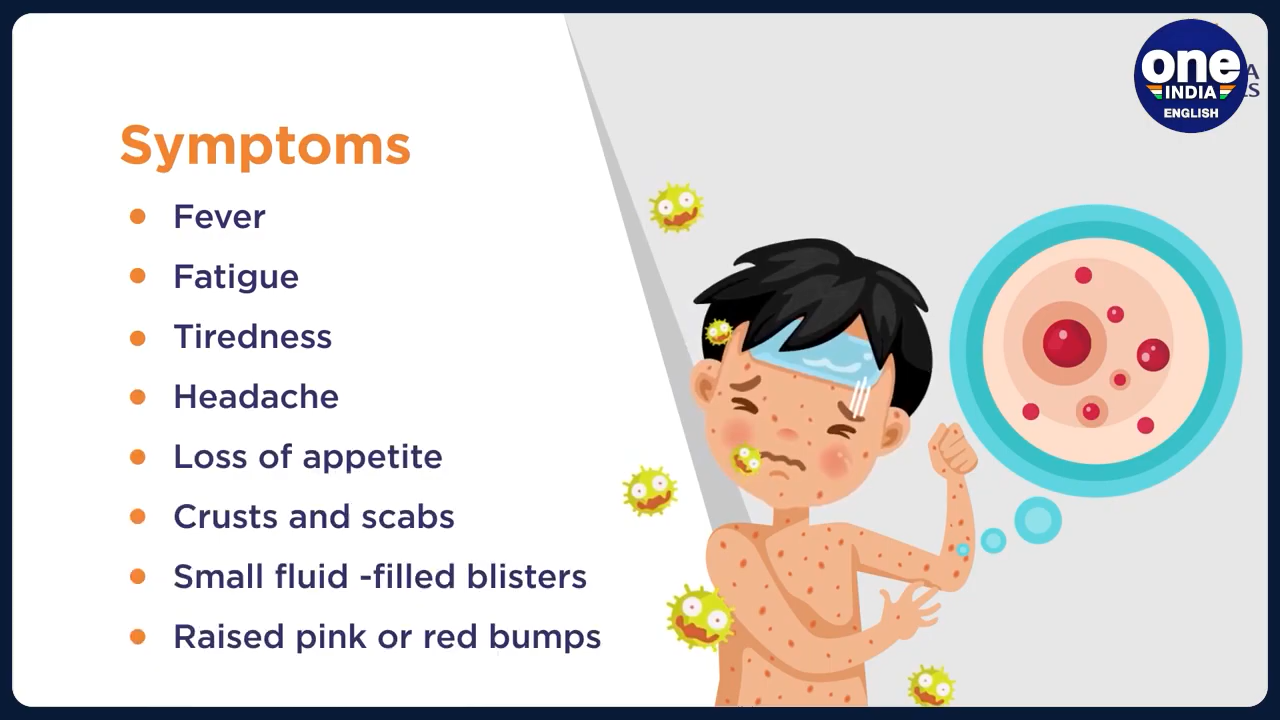 one
INDIA
ENGLISH
Symptoms
Fever
Fatigue
Tiredness
Headache
Loss of appetite
Crusts and scabs
Small fluid -filled blisters
Raised pink or red bumps